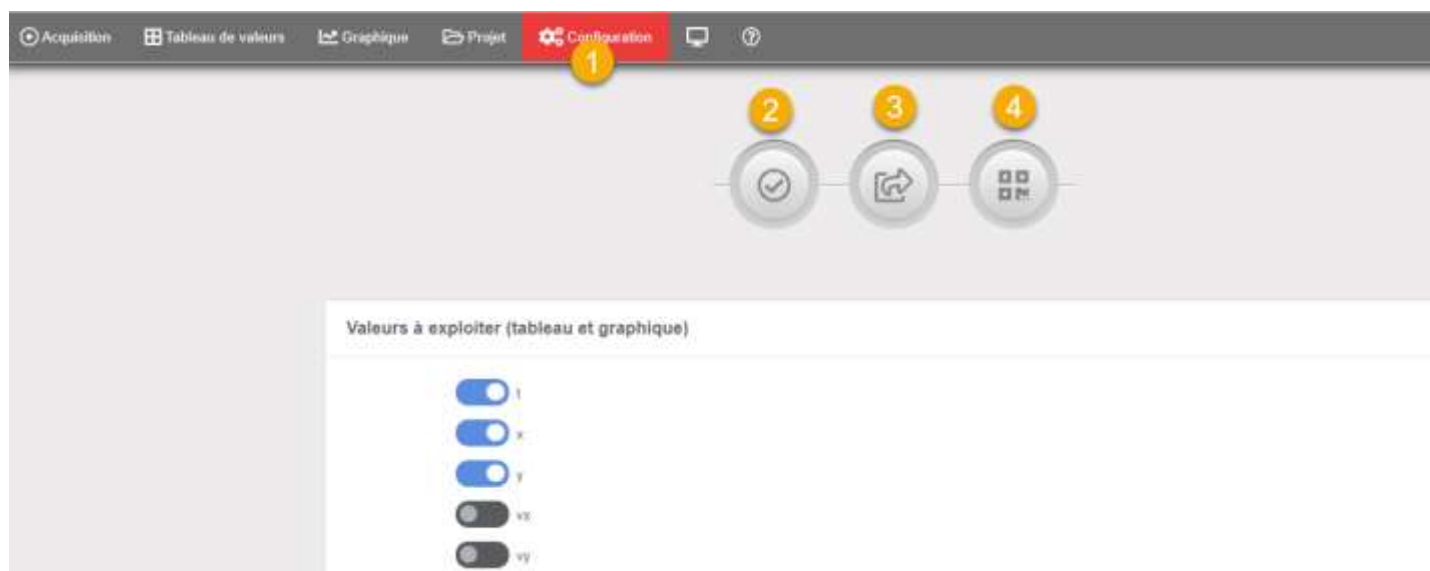 Acquisition Tableau de valeurs Graphique Projet Configuration
1
2 3 4
Valeurs à exploiter (tableau et graphique)
t
x
y
vx
vy